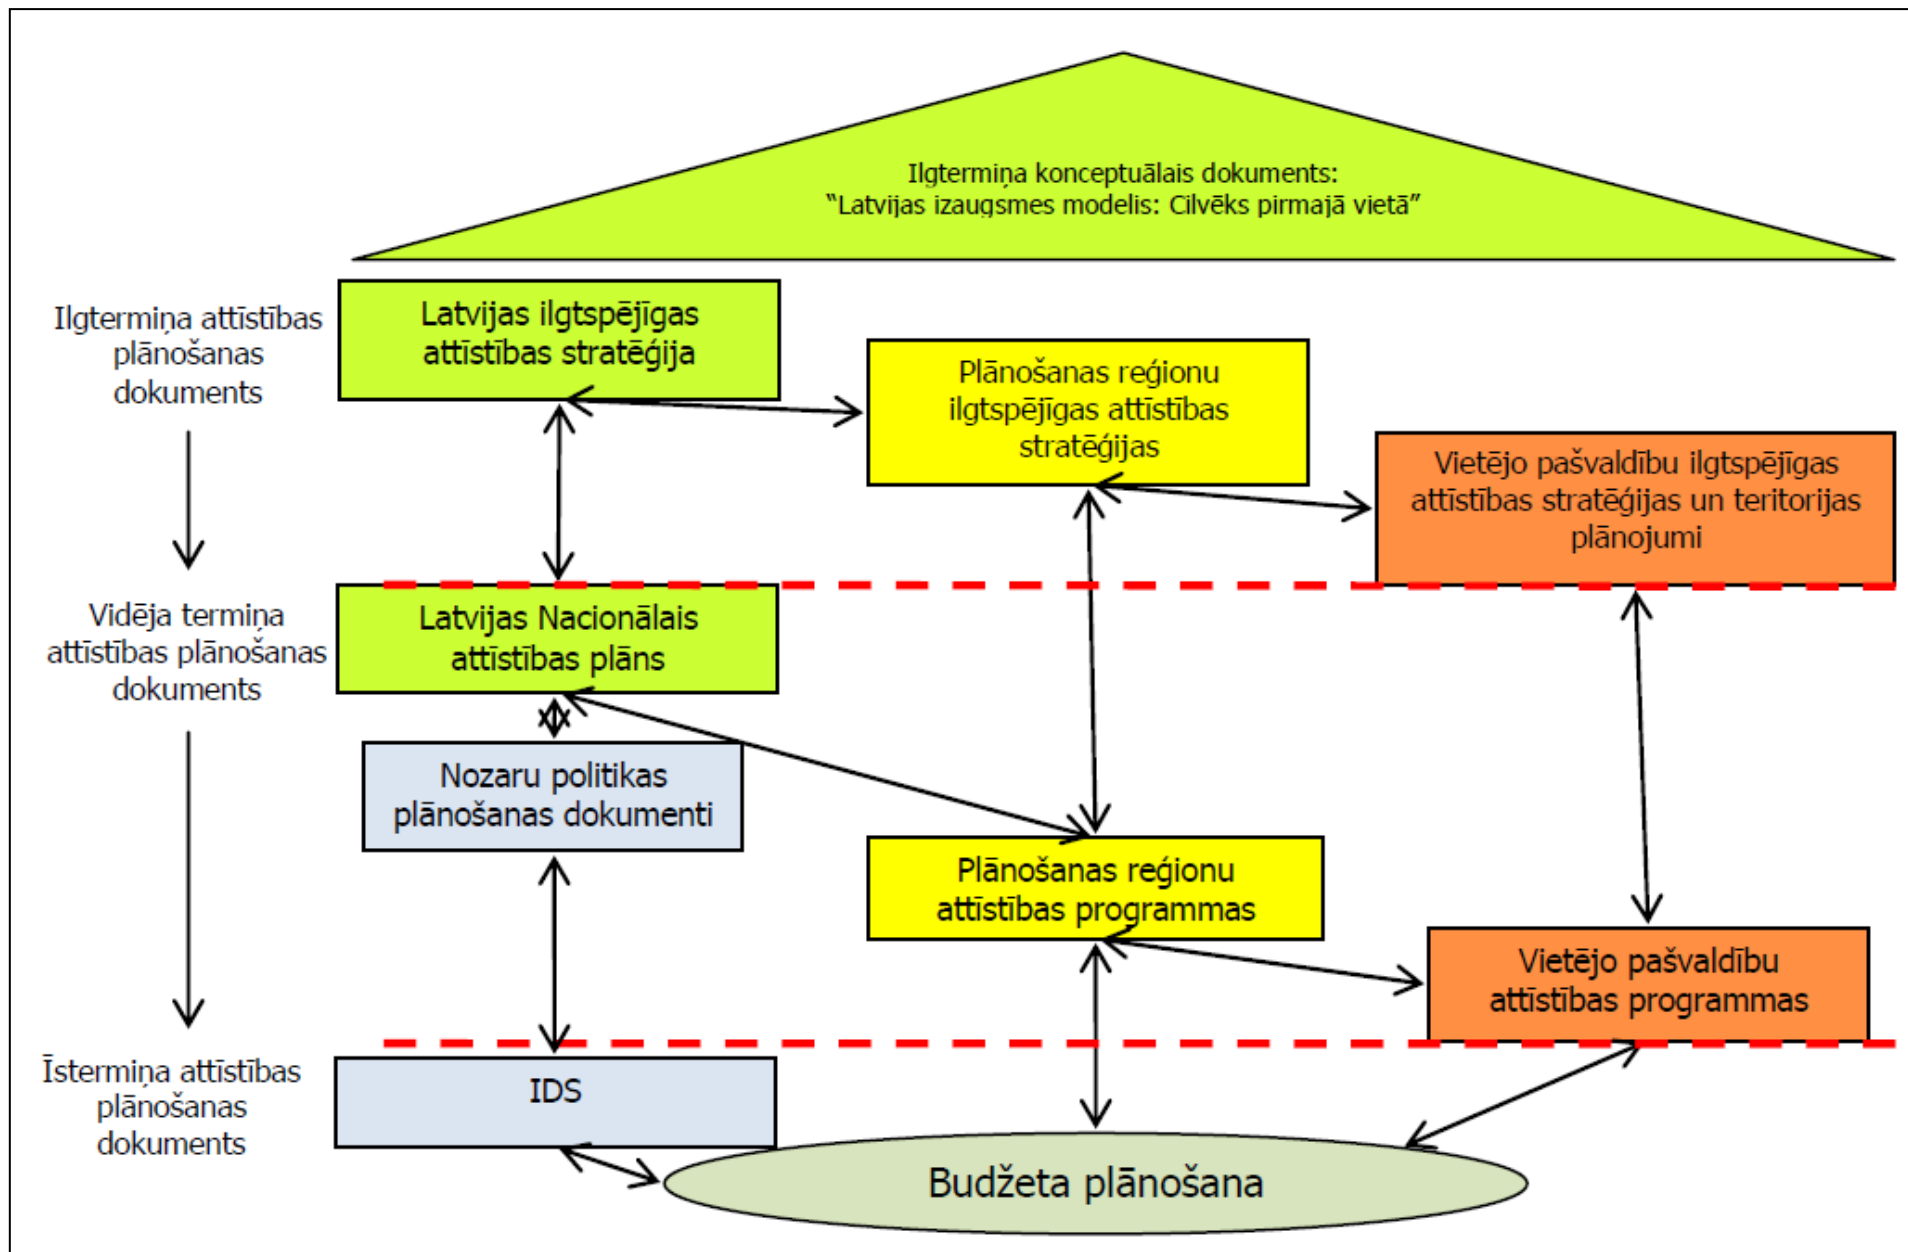 Ilgtermiņa konceptuālais dokuments:
“Latvijas izaugsmes modelis: Cilvēks pirmajā vietā”
Ilgtermiņa attīstības
plānošanas
dokuments
Latvijas ilgtspējīgas
attīstības stratēģija
Plānošanas reģionu
ilgtspējīgas attīstības
stratēģijas
Vietējo pašvaldību ilgtspējīgas
attīstības stratēģijas un teritorijas
plānojumi
Vidēja termiņa
attīstības plānošanas
dokuments
Latvijas Nacionālais
attīstības plāns
Nozaru politikas
plānošanas dokumenti
Plānošanas reģionu
attīstības programmas
Vietējo pašvaldību
attīstības programmas
Īstermiņa attīstības
plānošanas
dokuments
IDS
Budžeta plānošana